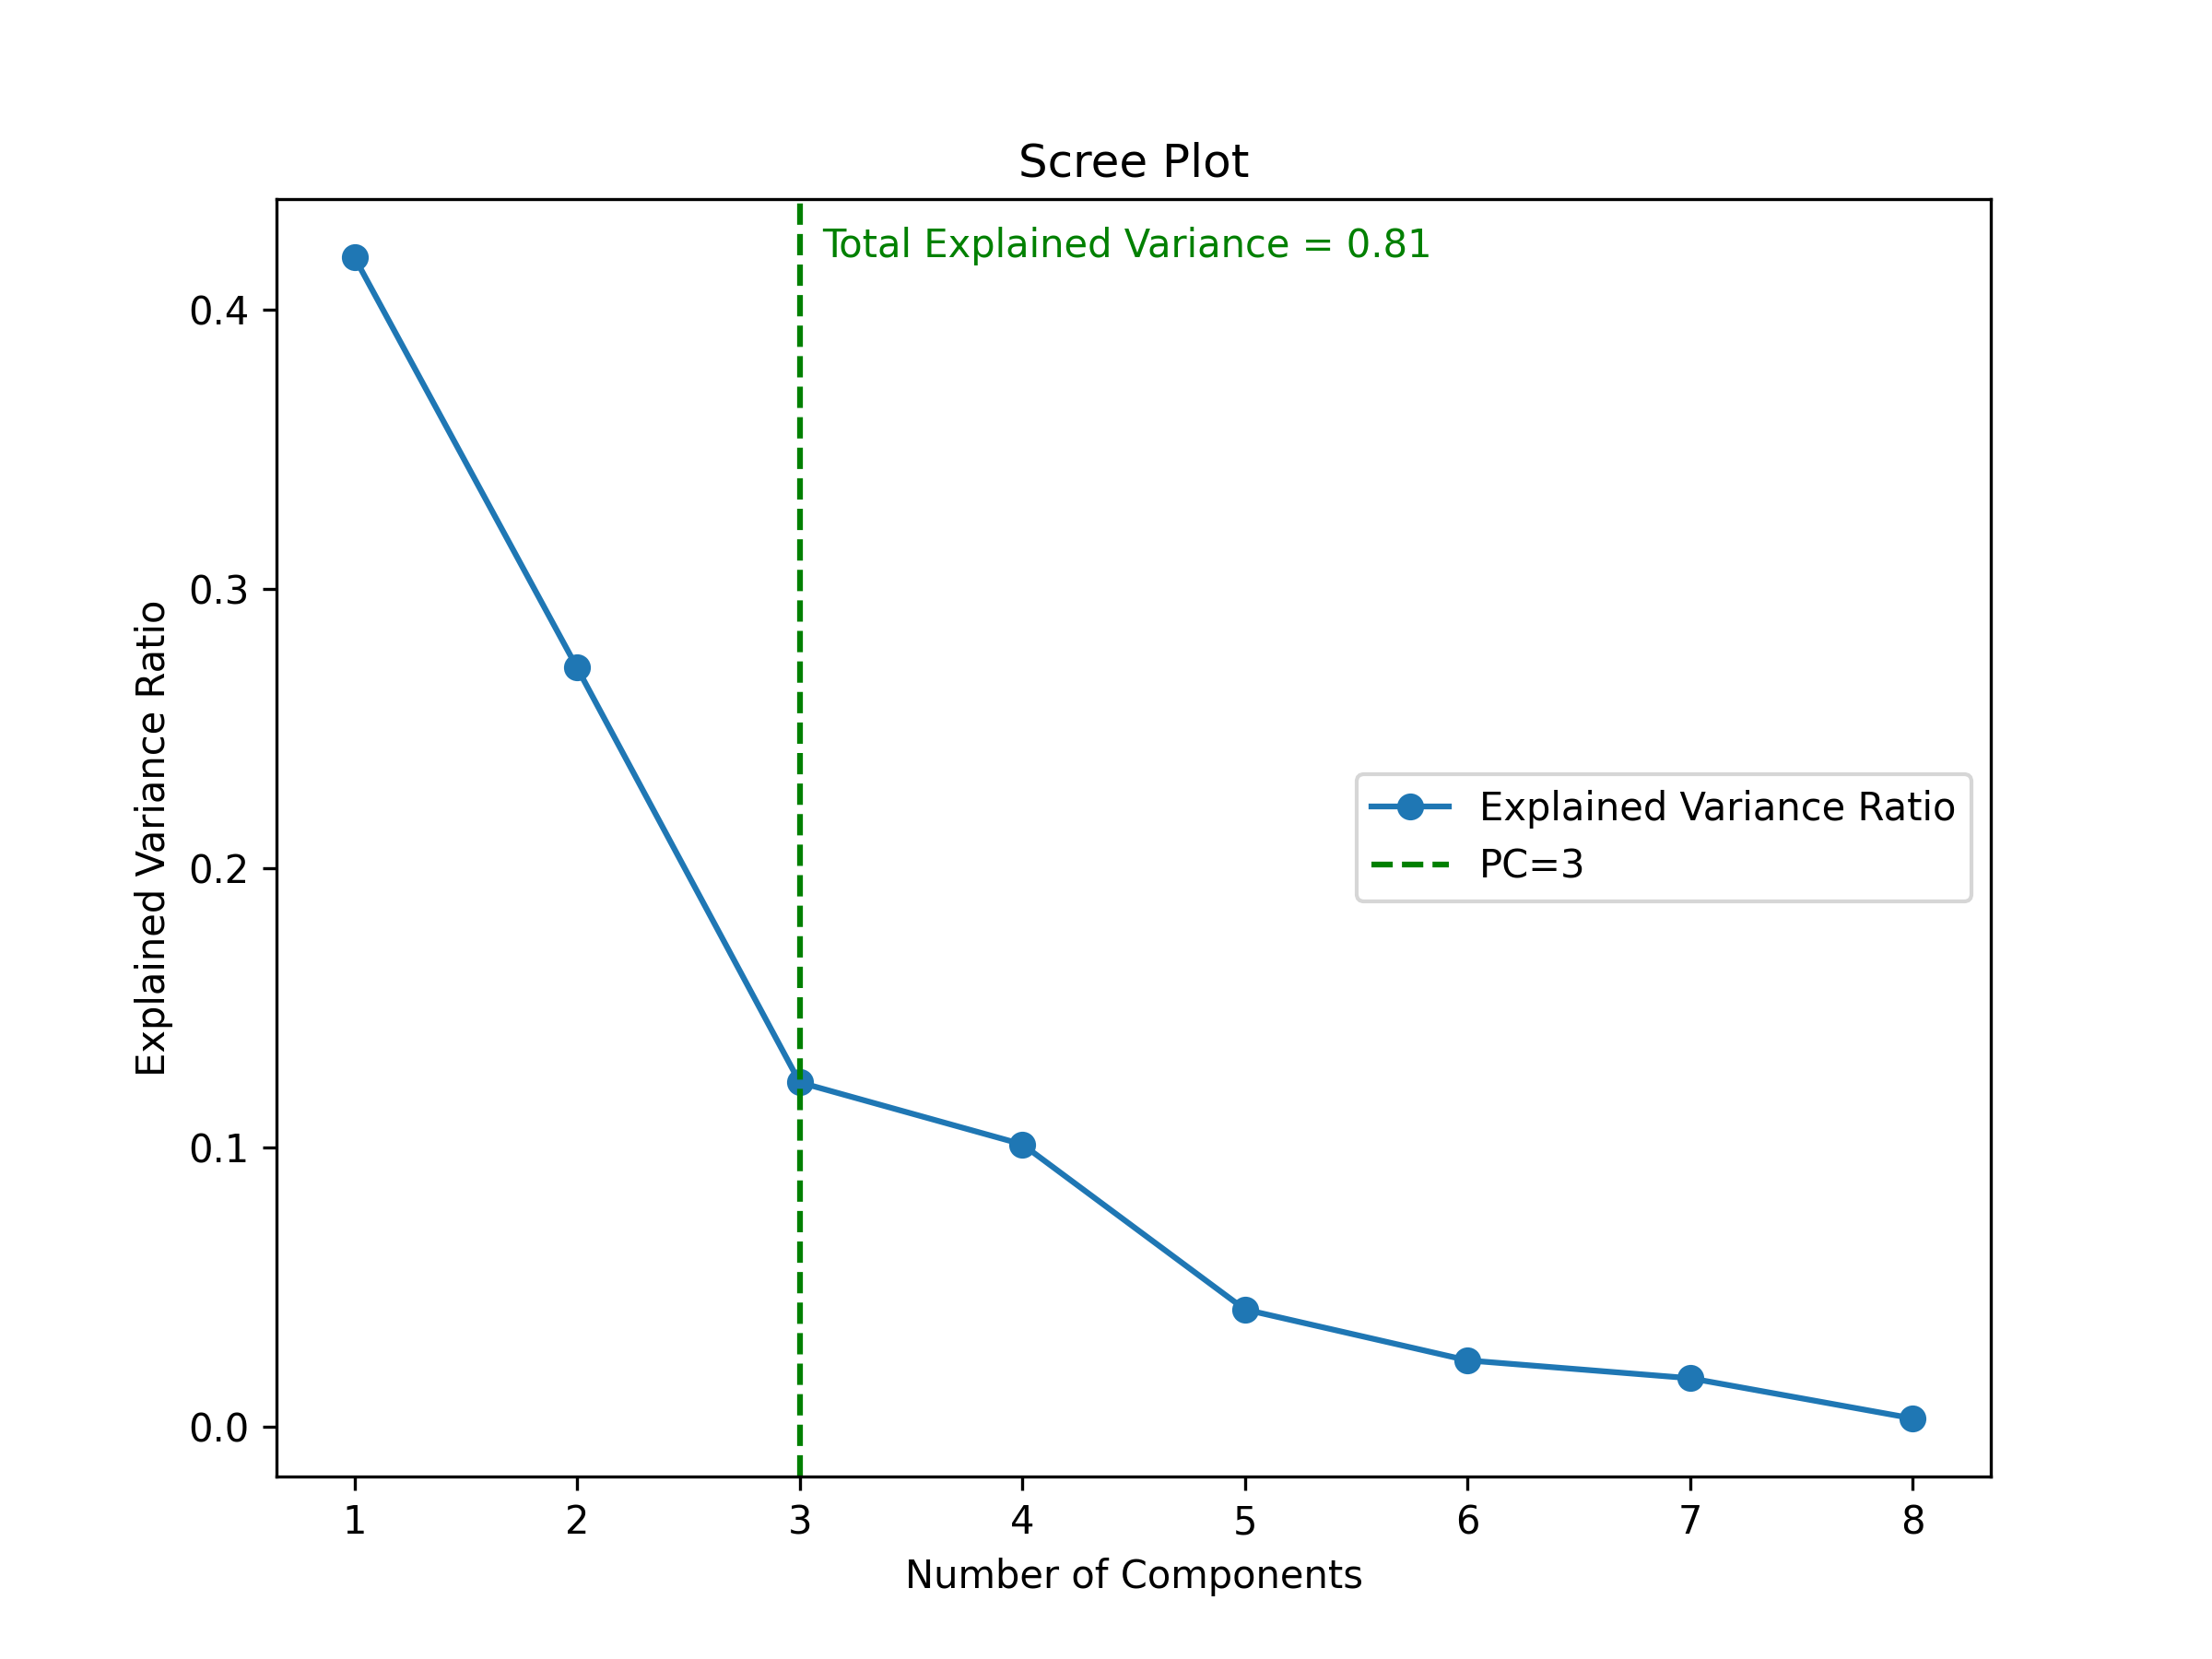 Scree Plot
Total Explained Variance = 0.81
0.4
0.3
0.2
0.1
0.0
Explained Variance Ratio
Explained Variance Ratio
PC=3
1 2 3 4 5 6 7 8
Number of Components